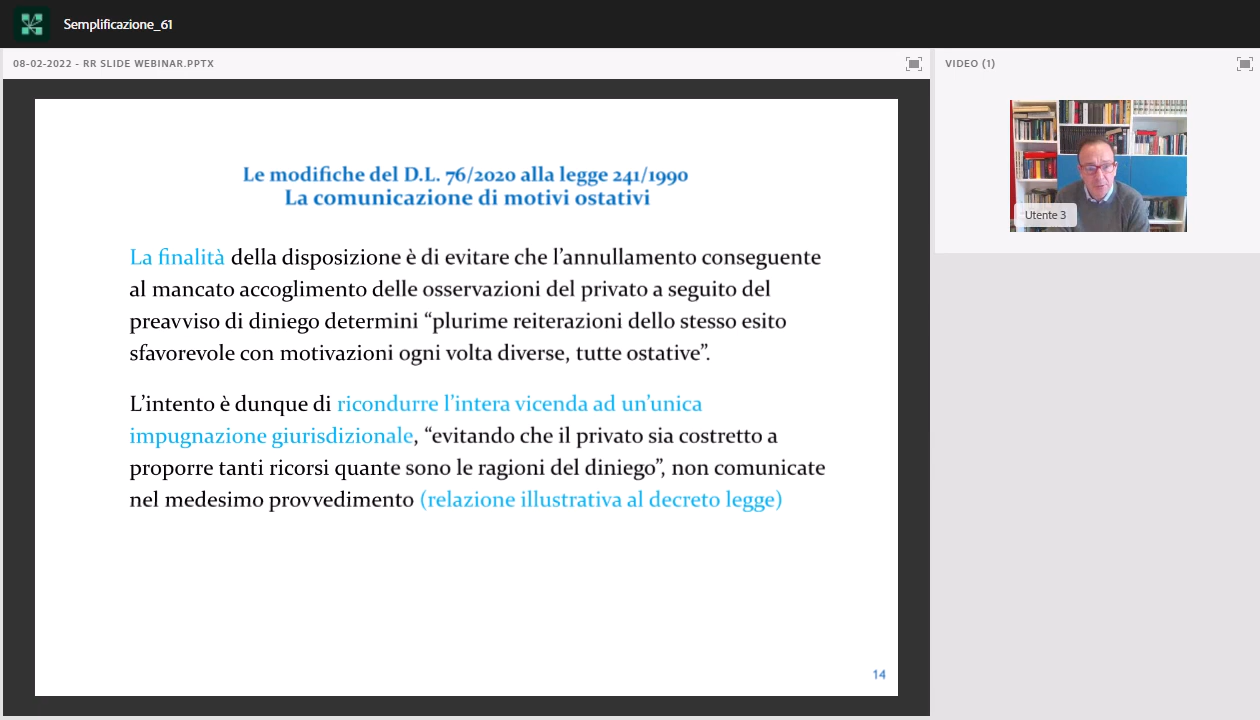 Semplificazione_61
08-02-2022 - RR SLIDE WEBINAR.PPTX
VIDEO (1)
Le modifiche del D.L. 76/2020 alla legge 241/1990
La comunicazione di motivi ostativi
La finalità della disposizione è di evitare che l’annullamento conseguente
al mancato accoglimento delle osservazioni del privato a seguito del
preavviso di diniego determini “plurime reiterazioni dello stesso esito
sfavorevole con motivazioni ogni volta diverse, tutte ostative”.
L’intento è dunque di ricondurre l’intera vicenda ad un’unica
impugnazione giurisdizionale, “evitando che il privato sia costretto a
proporre tanti ricorsi quante sono le ragioni del diniego”, non comunicate
nel medesimo provvedimento (relazione illustrativa al decreto legge)
14
Utente 3